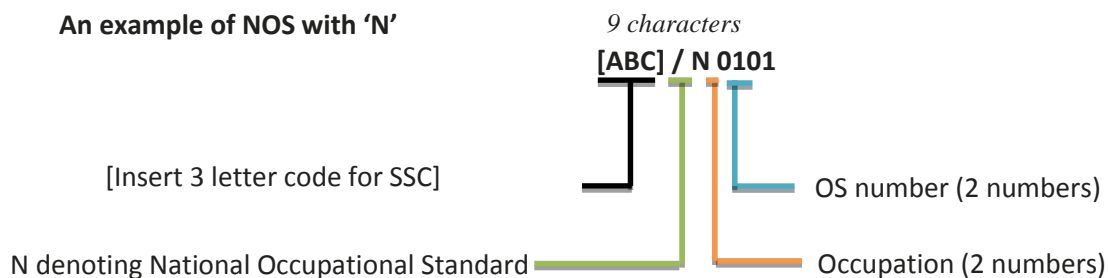 An example of NOS with ‘N’
9 characters
[ABC] / N 0101
[Insert 3 letter code for SSC]
OS number (2 numbers)
N denoting National Occupational Standard
Occupation (2 numbers)